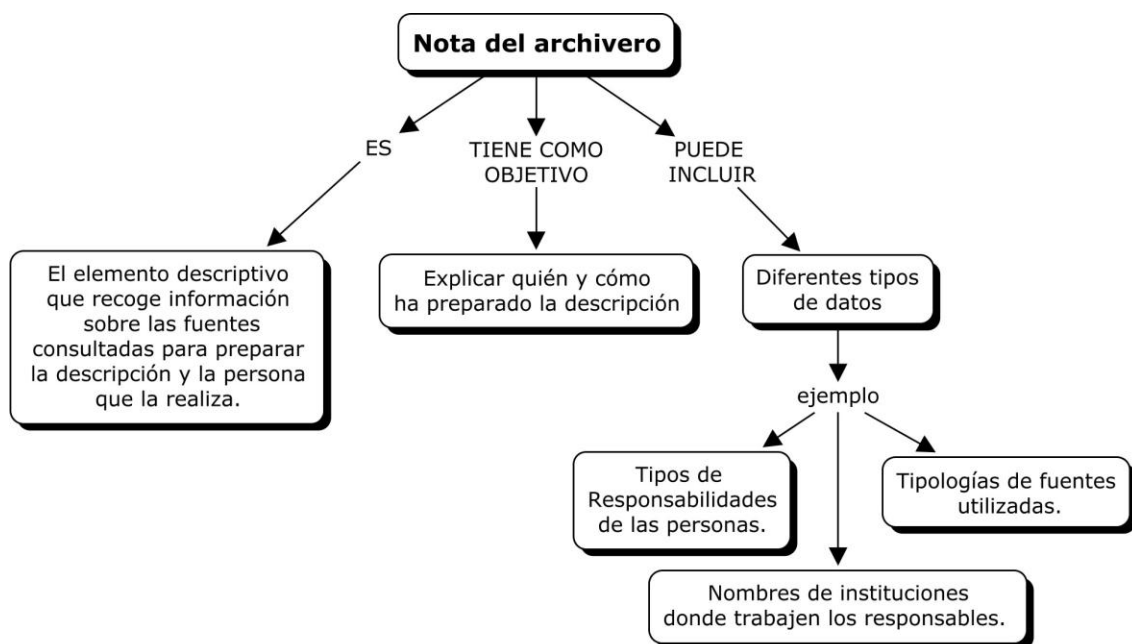 Nota del archivero
ES
TIENE COMO
OBJETIVO
PUEDE
INCLUIR
El elemento descriptivo
que recoge información
sobre las fuentes
consultadas para preparar
la descripción y la persona
que la realiza.
Explicar quién y cómo
ha preparado la descripción
Diferentes tipos
de datos
ejemplo
Tipos de
Responsabilidades
de las personas.
Tipologías de fuentes
utilizadas.
Nombres de instituciones
donde trabajen los responsables.